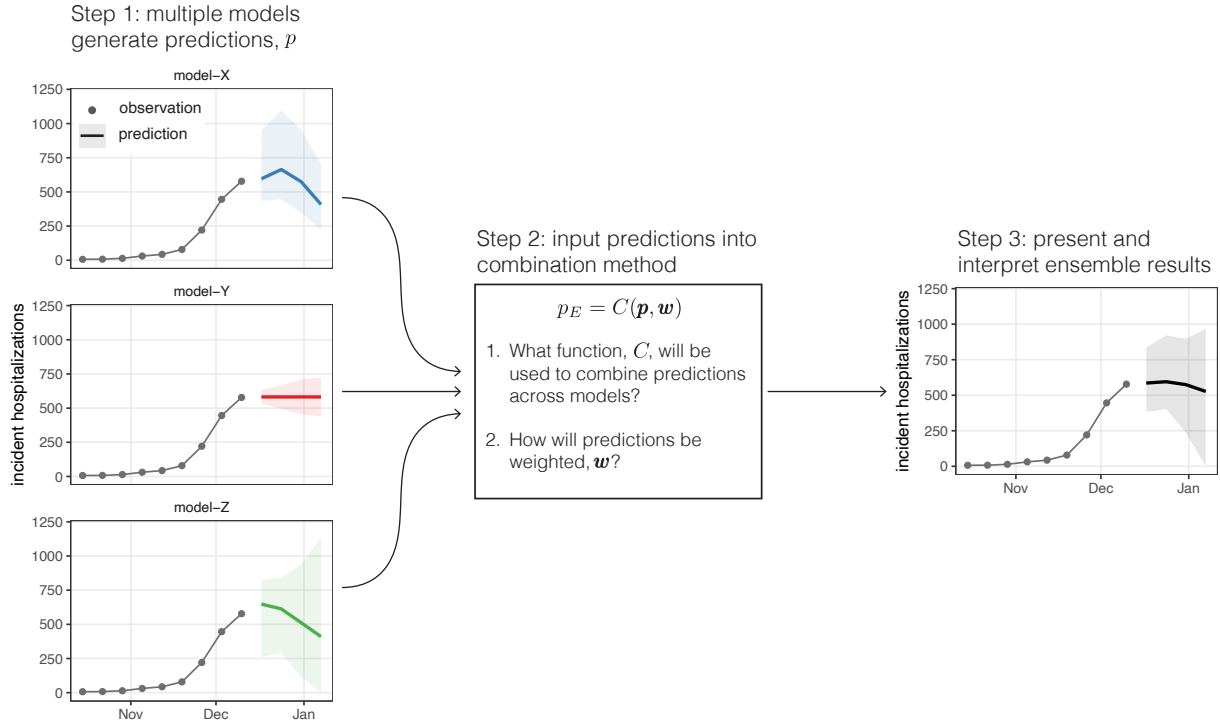 Step 1: multiple models
generate predictions, p
model-X
1250
1000
750
500
250
0
observation
prediction
model-Y
1250
1000
750
500
250
0
incident hospitalizations
model-Z
1250
1000
750
500
250
0
Nov
Dec
Jan
Step 2: input predictions into
combination method
p_E = C(p, w)
1. What function, C, will be
used to combine predictions
across models?
2. How will predictions be
weighted, w?
Step 3: present and
interpret ensemble results
1250
1000
750
500
250
0
incident hospitalizations
Nov
Dec
Jan